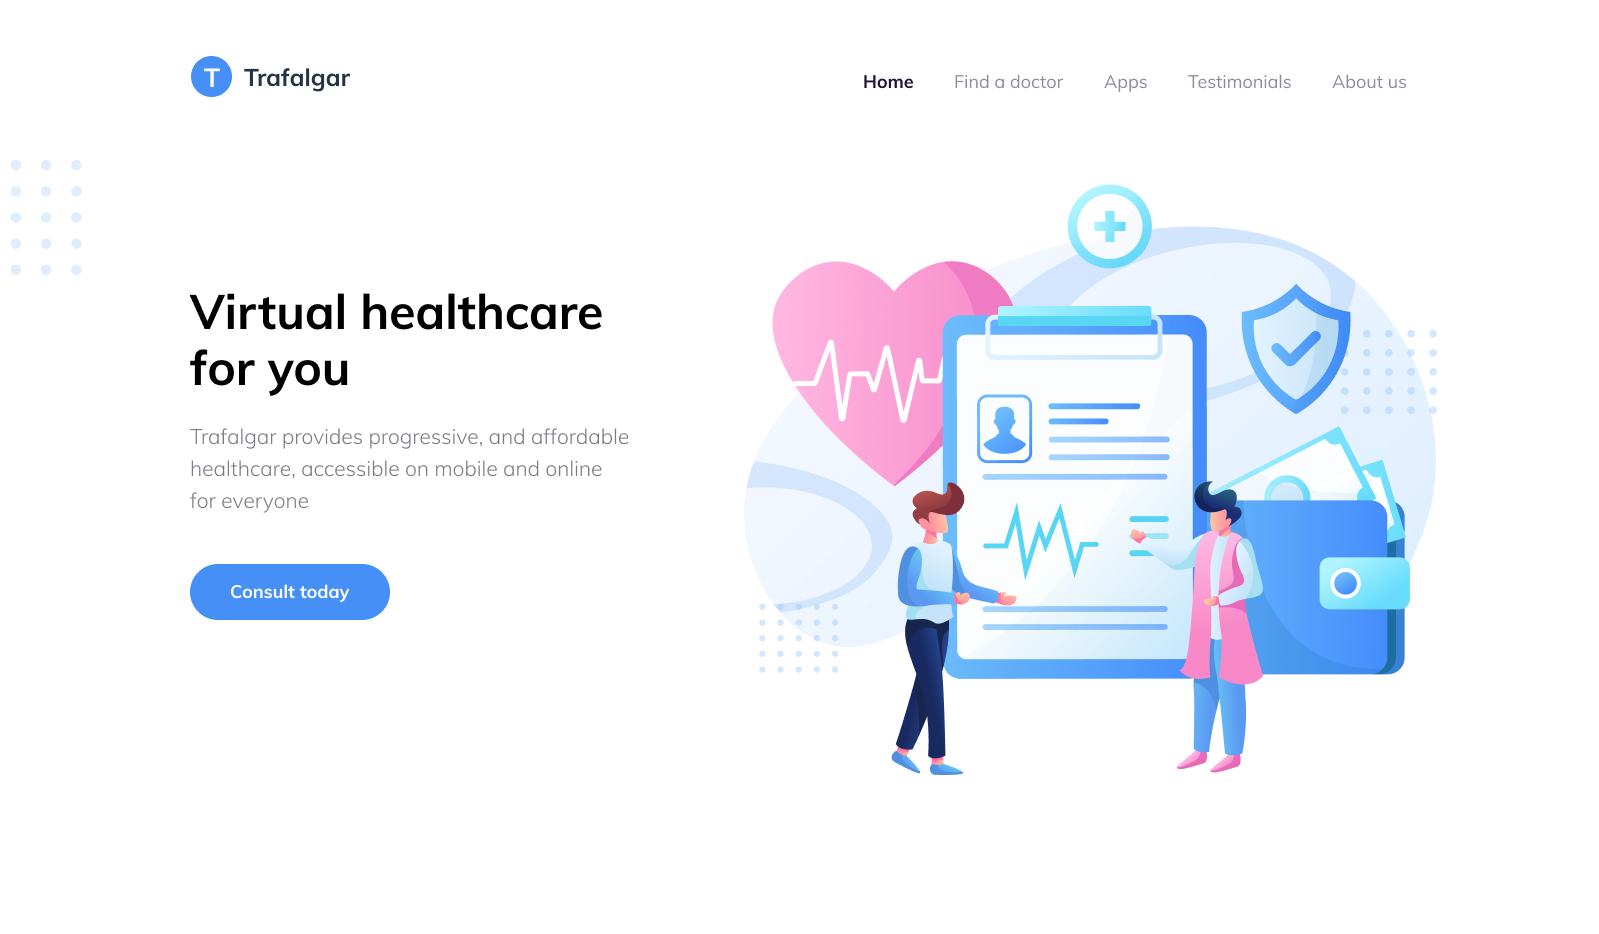 T Trafalgar
Home Find a doctor Apps Testimonials About us
Virtual healthcare
for you
Trafalgar provides progressive, and affordable
healthcare, accessible on mobile and online
for everyone
Consult today